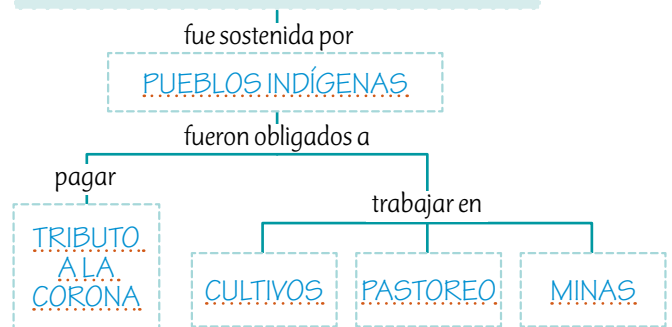 fue sostenida por
PUEBLOS INDÍGENAS
fueron obligados a
pagar
trabajar en
TRIBUTO
A LA
CORONA
CULTIVOS
PASTOREO
MINAS